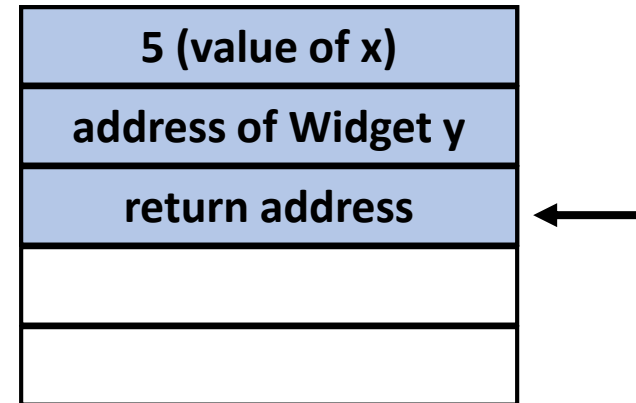 5 (value of x)
address of Widget y
return address